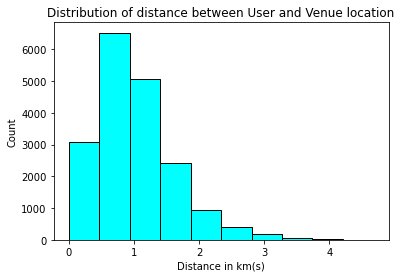 Distribution of distance between User and Venue location
6000
5000
4000
3000
2000
1000
0
Count
0 1 2 3 4
Distance in km(s)